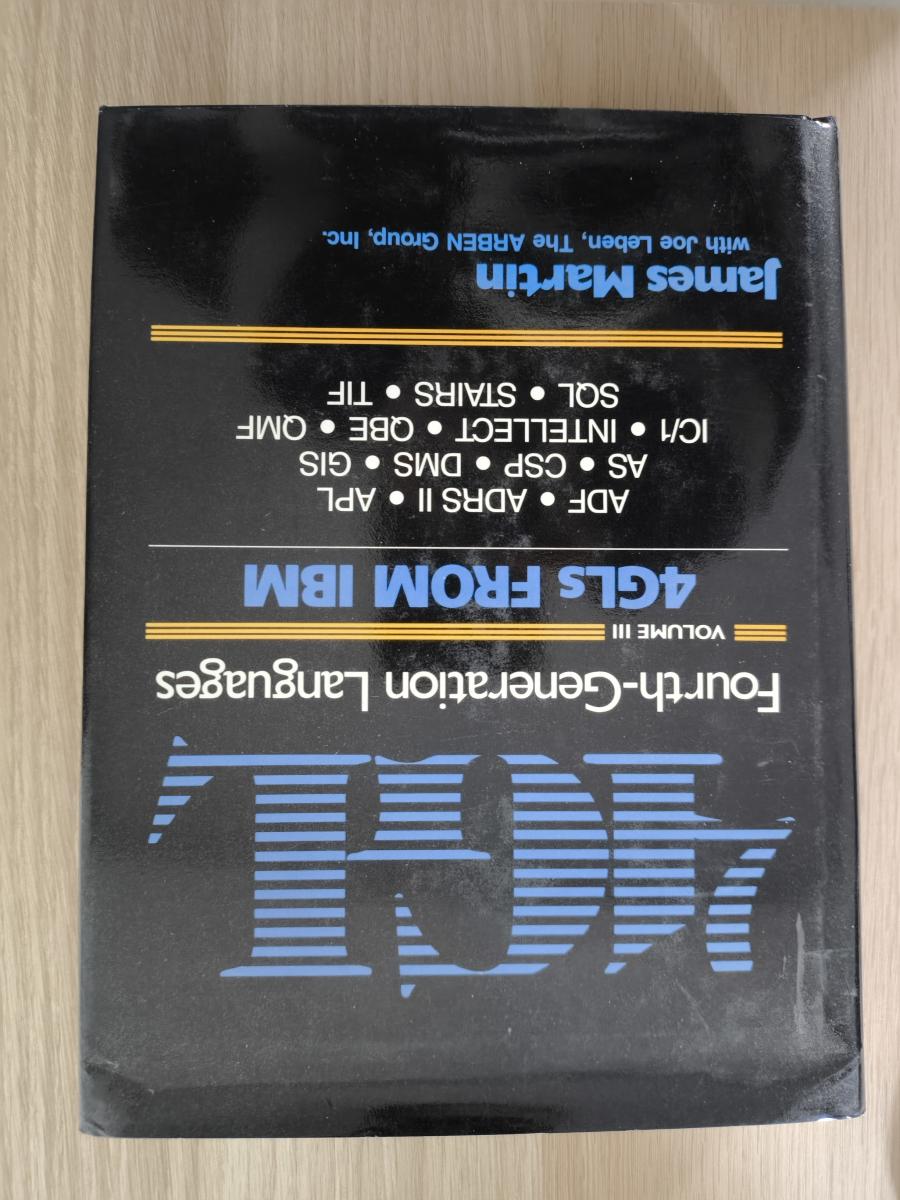 4GL
Fourth-Generation Languages
VOLUME III
4GLs FROM IBM
ADF • ADRS II • APL
AS • CSP • DMS • GIS
IC/1 • INTELLECT • QBE • QMF
SQL • STAIRS • TIF
James Martin
with Joe Leben, The ARBEN Group, Inc.